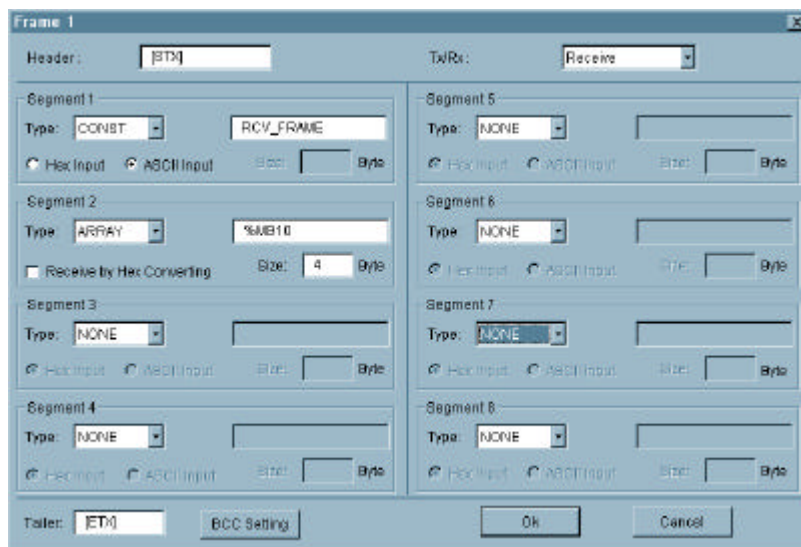 Frame 1
Header: [STX]
Tx/Rx: Receive
Segment 1
Type: CONST RCV_FRAME
Hex Input ASCII Input Size: Byte
Segment 2
Type: ARRAY %MB10
Receive by Hex Converting Size: 4 Byte
Segment 3
Type: NONE
Hex Input ASCII Input Size: Byte
Segment 4
Type: NONE
Hex Input ASCII Input Size: Byte
Segment 5
Type: NONE
Hex Input ASCII Input Size: Byte
Segment 6
Type: NONE
Hex Input ASCII Input Size: Byte
Segment 7
Type: NONE
Hex Input ASCII Input Size: Byte
Segment 8
Type: NONE
Hex Input ASCII Input Size: Byte
Tailer: [ETX]
BCC Setting
Ok
Cancel